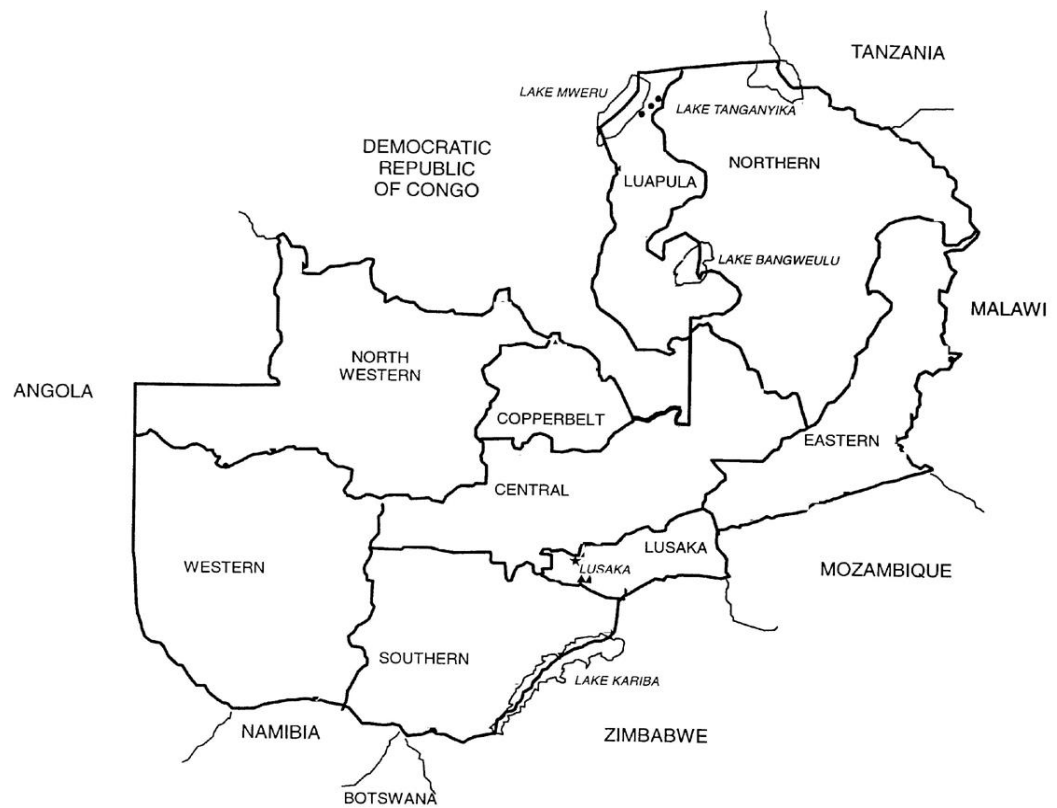 TANZANIA
LAKE MWERU
LAKE TANGANYIKA
DEMOCRATIC
REPUBLIC
OF CONGO
NORTHERN
LUAPULA
LAKE BANGWEULU
MALAWI
NORTH
WESTERN
ANGOLA
COPPERBELT
EASTERN
CENTRAL
LUSAKA
WESTERN
LUSAKA
MOZAMBIQUE
SOUTHERN
LAKE KARIBA
NAMIBIA
ZIMBABWE
BOTSWANA